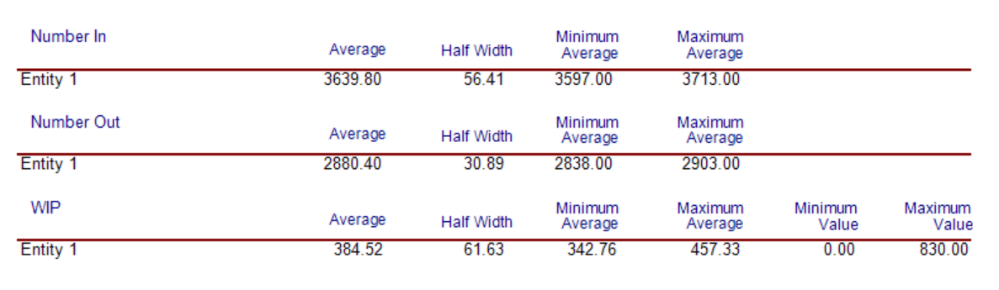 Number In Average Half Width Minimum Average Maximum Average
Entity 1 3639.80 56.41 3597.00 3713.00
Number Out Average Half Width Minimum Average Maximum Average
Entity 1 2880.40 30.89 2838.00 2903.00
WIP Average Half Width Minimum Average Maximum Average Minimum Value Maximum Value
Entity 1 384.52 61.63 342.76 457.33 0.00 830.00